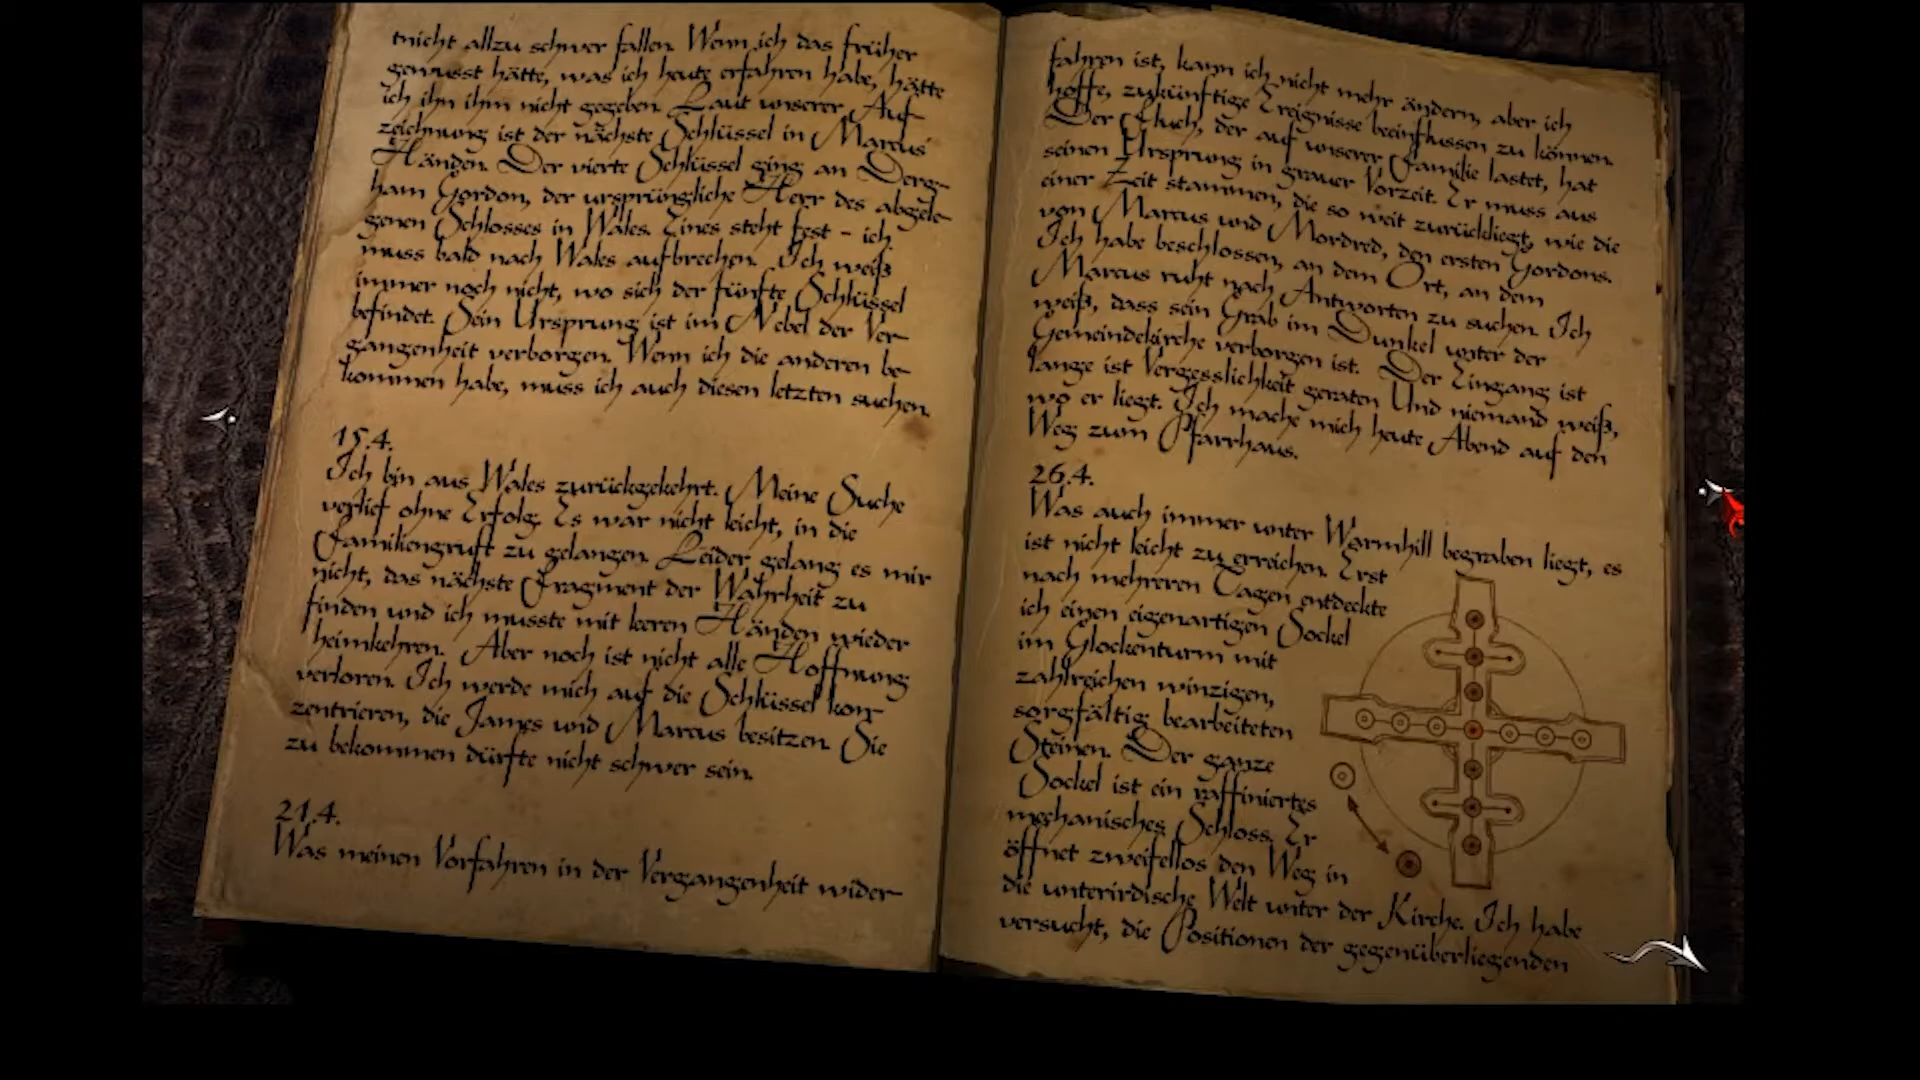 tnicht allzu schwer fallen. Wenn ich das früher
gewusst hätte, was ich heute erfahren habe, hätte
ich ihn ihm nicht gegeben. Laut unserer Auf-
zeichnung ist der nächste Schlüssel in Marcus'
Händen. Der vierte Schlüssel ging an Derg-
ham Gordon, der ursprüngliche Herr des abgele-
genen Schlosses in Wales. Eines steht fest - ich
muss bald nach Wales aufbrechen. Ich weiß
immer noch nicht, wo sich der fünfte Schlüssel
befindet. Sein Ursprung ist im Nebel der Ver-
gangenheit verborgen. Wenn ich die anderen be-
kommen habe, muss ich auch diesen letzten suchen.
15.4.
Ich bin aus Wales zurückgekehrt. Meine Suche
verlief ohne Erfolg. Es war nicht leicht, in die
Familiengruft zu gelangen. Leider gelang es mir
nicht, das nächste Fragment der Wahrheit zu
finden und ich musste mit leeren Händen wieder
heimkehren. Aber noch ist nicht alle Hoffnung
verloren. Ich werde mich auf die Schlüssel kon-
zentrieren, die James und Marcus besitzen. Sie
zu bekommen dürfte nicht schwer sein.
21.4.
Was meinen Vorfahren in der Vergangenheit wider
fahren ist, kann ich nicht mehr ändern, aber ich
hoffe, zukünftige Ereignisse beeinflussen zu können.
Der Fluch, der auf unserer Familie lastet, hat
seinen Ursprung in grauer Vorzeit. Er muss aus
einer Zeit stammen, die so weit zurückliegt, wie die
von Marcus und Mordred, den ersten Gordons.
Ich habe beschlossen, an dem Ort, an dem
Marcus ruht nach Antworten zu suchen. Ich
weiß, dass sein Grab im Dunkel unter der
Gemeindekirche verborgen ist. Der Eingang ist
lange ist Vergesslichkeit geraten Und niemand weiß,
wo er liegt. Ich mache mich heute Abend auf den
Weg zum Pfarrhaus.
26.4.
Was auch immer unter Warmhill begraben liegt, es
ist nicht leicht zu erreichen. Erst
nach mehreren Tagen entdeckte
ich einen eigenartigen Sockel
im Glockenturm mit
zahlreichen winzigen,
sorgfältig bearbeiteten
Steinen. Der ganze
Sockel ist ein raffiniertes
mechanisches Schloss. Er
öffnet zweifellos den Weg in
die unterirdische Welt unter der Kirche. Ich habe
versucht, die Positionen der gegenüberliegenden